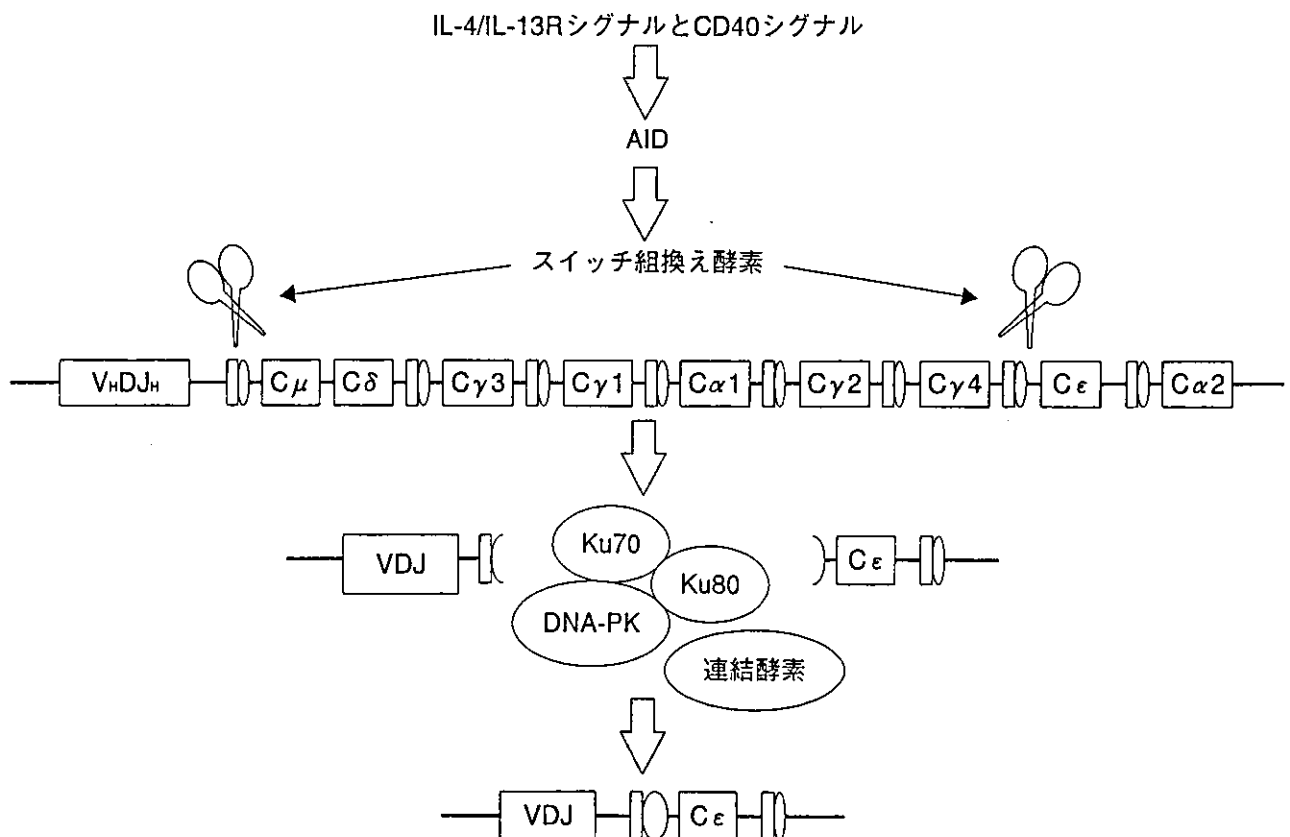 IL-4/IL-13RシグナルとCD40シグナル
AID
スイッチ組換え酵素
VHDJH Cμ Cδ Cγ3 Cγ1 Cα1 Cγ2 Cγ4 Cε Cα2
Ku70
VDJ Ku80 Cε
DNA-PK
連結酵素
VDJ Cε